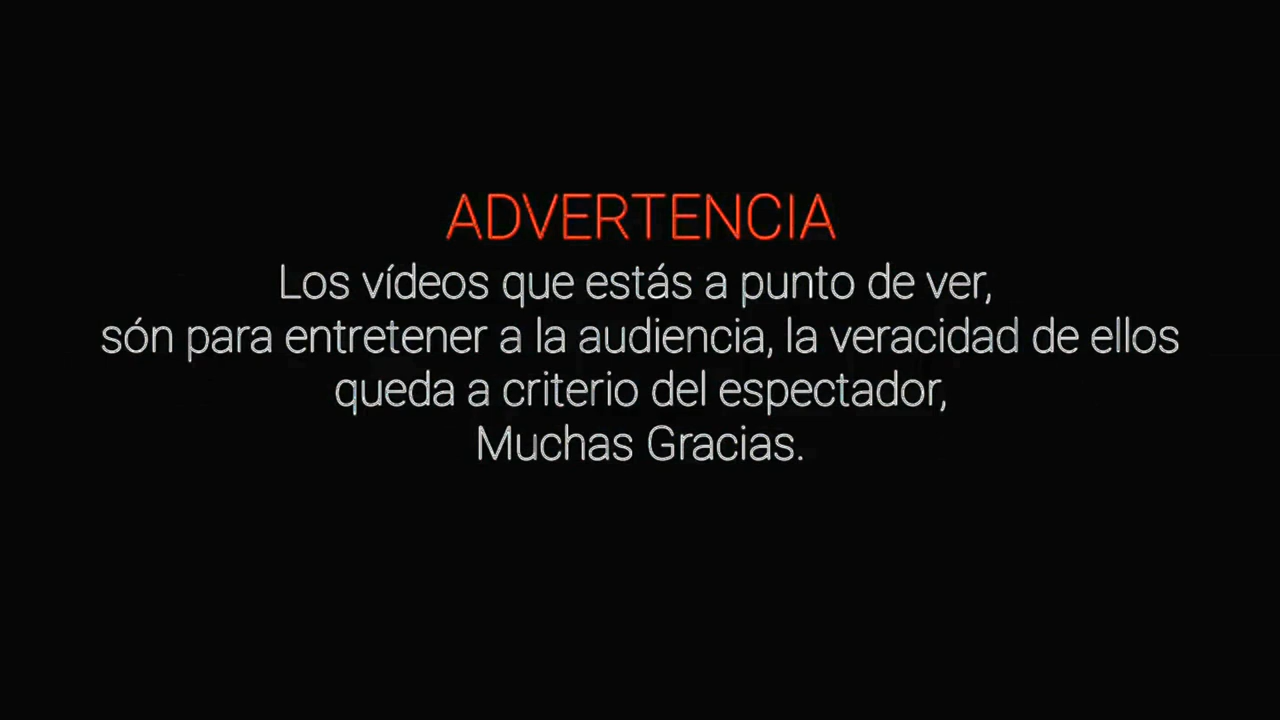 ADVERTENCIA
Los vídeos que estás a punto de ver,
són para entretener a la audiencia, la veracidad de ellos
queda a criterio del espectador,
Muchas Gracias.